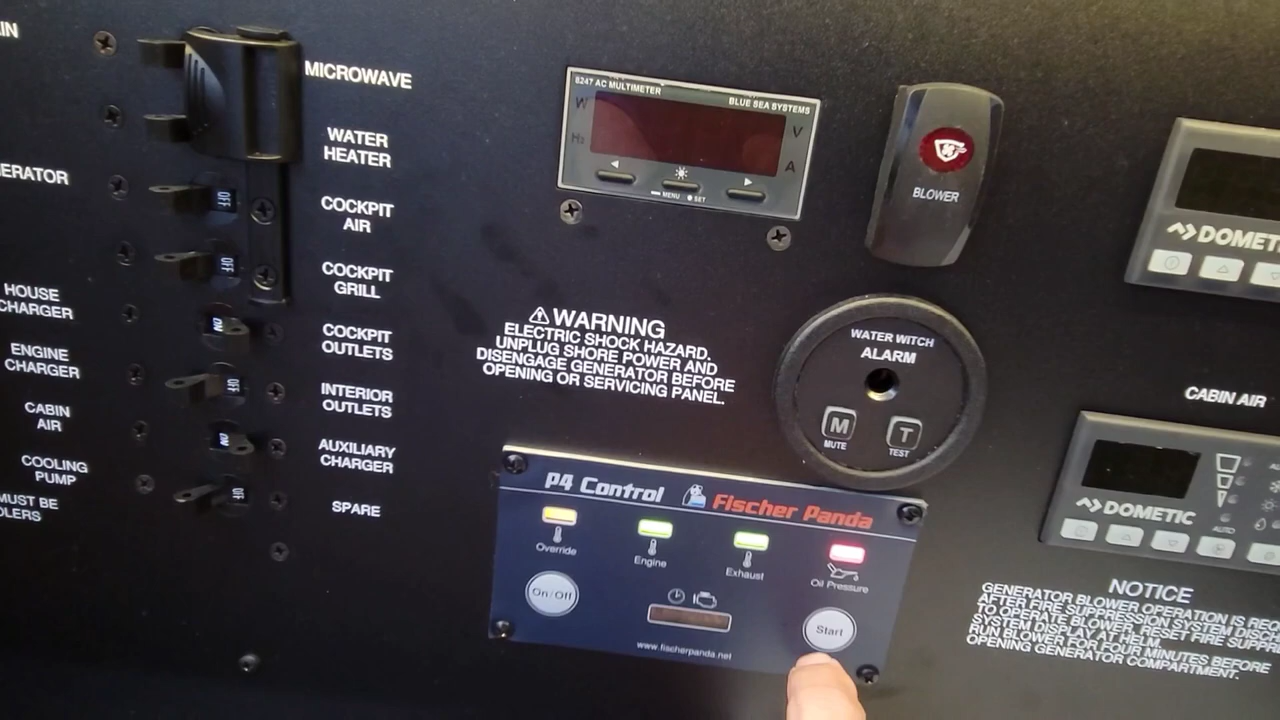 IN
ERATOR
HOUSE
CHARGER
ENGINE
CHARGER
CABIN
AIR
COOLING
PUMP
MUST BE
OFF
OFF
ON
OFF
ON
OFF
MICROWAVE
WATER
HEATER
COCKPIT
AIR
COCKPIT
GRILL
COCKPIT
OUTLETS
INTERIOR
OUTLETS
AUXILIARY
CHARGER
SPARE
8247 AC MULTIMETER
BLUE SEA SYSTEMS
W
V
Hz
A
MENU SET
BLOWER
WARNING
ELECTRIC SHOCK HAZARD.
UNPLUG SHORE POWER AND
DISENGAGE GENERATOR BEFORE
OPENING OR SERVICING PANEL.
WATER WITCH
ALARM
M
MUTE
T
TEST
P4 Control
Fischer Panda
Override
Engine
Exhaust
Oil Pressure
On/Off
Start
www.fischerpanda.net
DOMETI
CABIN AIR
AUTO
DOMETIC
NOTICE
GENERATOR BLOWER OPERATION IS
AFTER FIRE SUPPRESSION SYSTEM
TO OPERATE BLOWER, RESET FIRE
SYSTEM DISPLAY AT HELM.
RUN BLOWER FOR FOUR MINUTES BEFORE
OPENING GENERATOR COMPARTMENT.